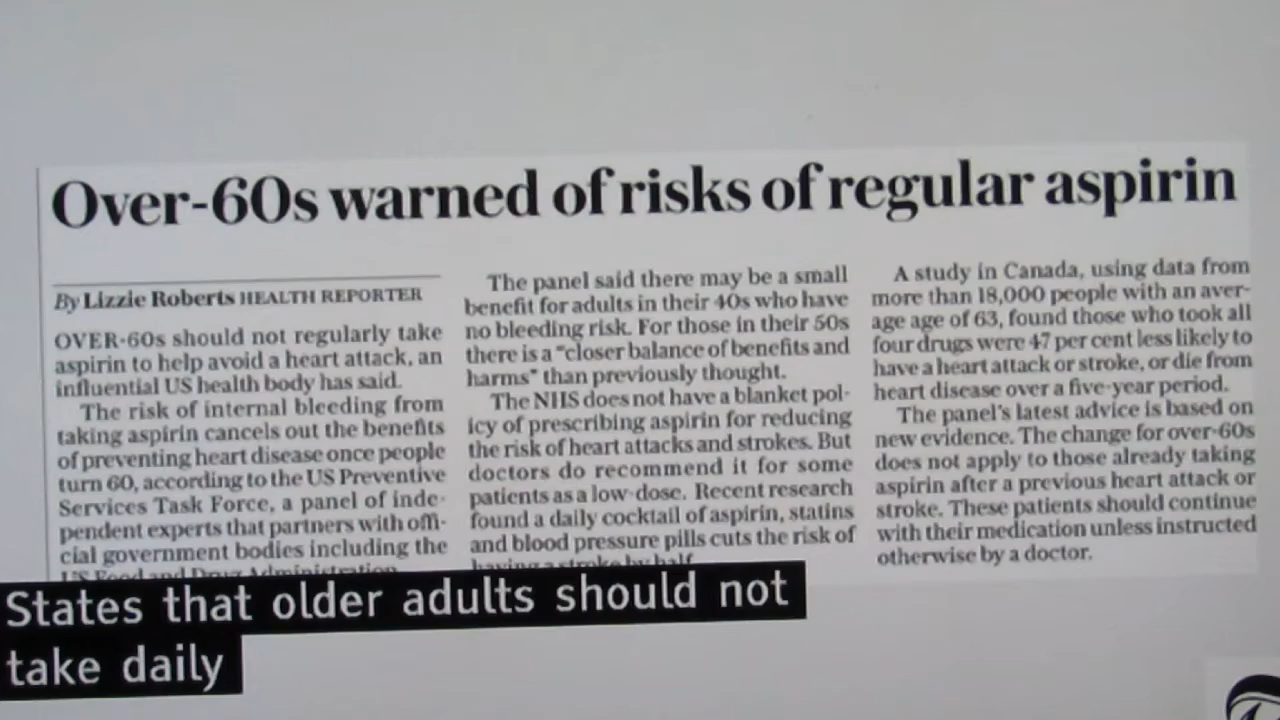 Over-60s warned of risks of regular aspirin
By Lizzie Roberts HEALTH REPORTER
OVER-60s should not regularly take
aspirin to help avoid a heart attack, an
influential US health body has said.
The risk of internal bleeding from
taking aspirin cancels out the benefits
of preventing heart disease once people
turn 60, according to the US Preventive
Services Task Force, a panel of inde-
pendent experts that partners with offi-
cial government bodies including the
US Food and Drug Administration.
The panel said there may be a small
benefit for adults in their 40s who have
no bleeding risk. For those in their 50s
there is a "closer balance of benefits and
harms" than previously thought.
The NHS does not have a blanket pol-
icy of prescribing aspirin for reducing
the risk of heart attacks and strokes. But
doctors do recommend it for some
patients as a low-dose. Recent research
found a daily cocktail of aspirin, statins
and blood pressure pills cuts the risk of
having a stroke by half.
A study in Canada, using data from
more than 18,000 people with an aver-
age age of 63, found those who took all
four drugs were 47 per cent less likely to
have a heart attack or stroke, or die from
heart disease over a five-year period.
The panel's latest advice is based on
new evidence. The change for over-60s
does not apply to those already taking
aspirin after a previous heart attack or
stroke. These patients should continue
with their medication unless instructed
otherwise by a doctor.
States that older adults should not
take daily